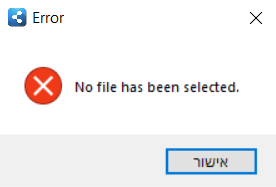 Error
No file has been selected.
אישור